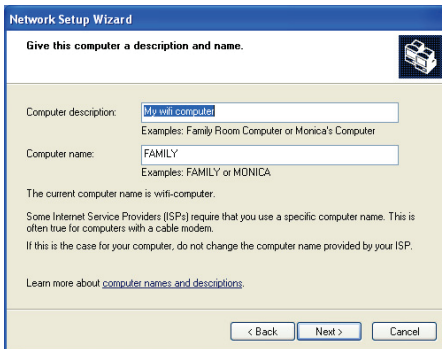 Network Setup Wizard
Give this computer a description and name.
Computer description: My wifi computer
Examples: Family Room Computer or Monica's Computer
Computer name: FAMILY
Examples: FAMILY or MONICA
The current computer name is wifi-computer.
Some Internet Service Providers (ISPs) require that you use a specific computer name. This is
often true for computers with a cable modem.
If this is the case for your computer, do not change the computer name provided by your ISP.
Learn more about computer names and descriptions.
< Back Next > Cancel